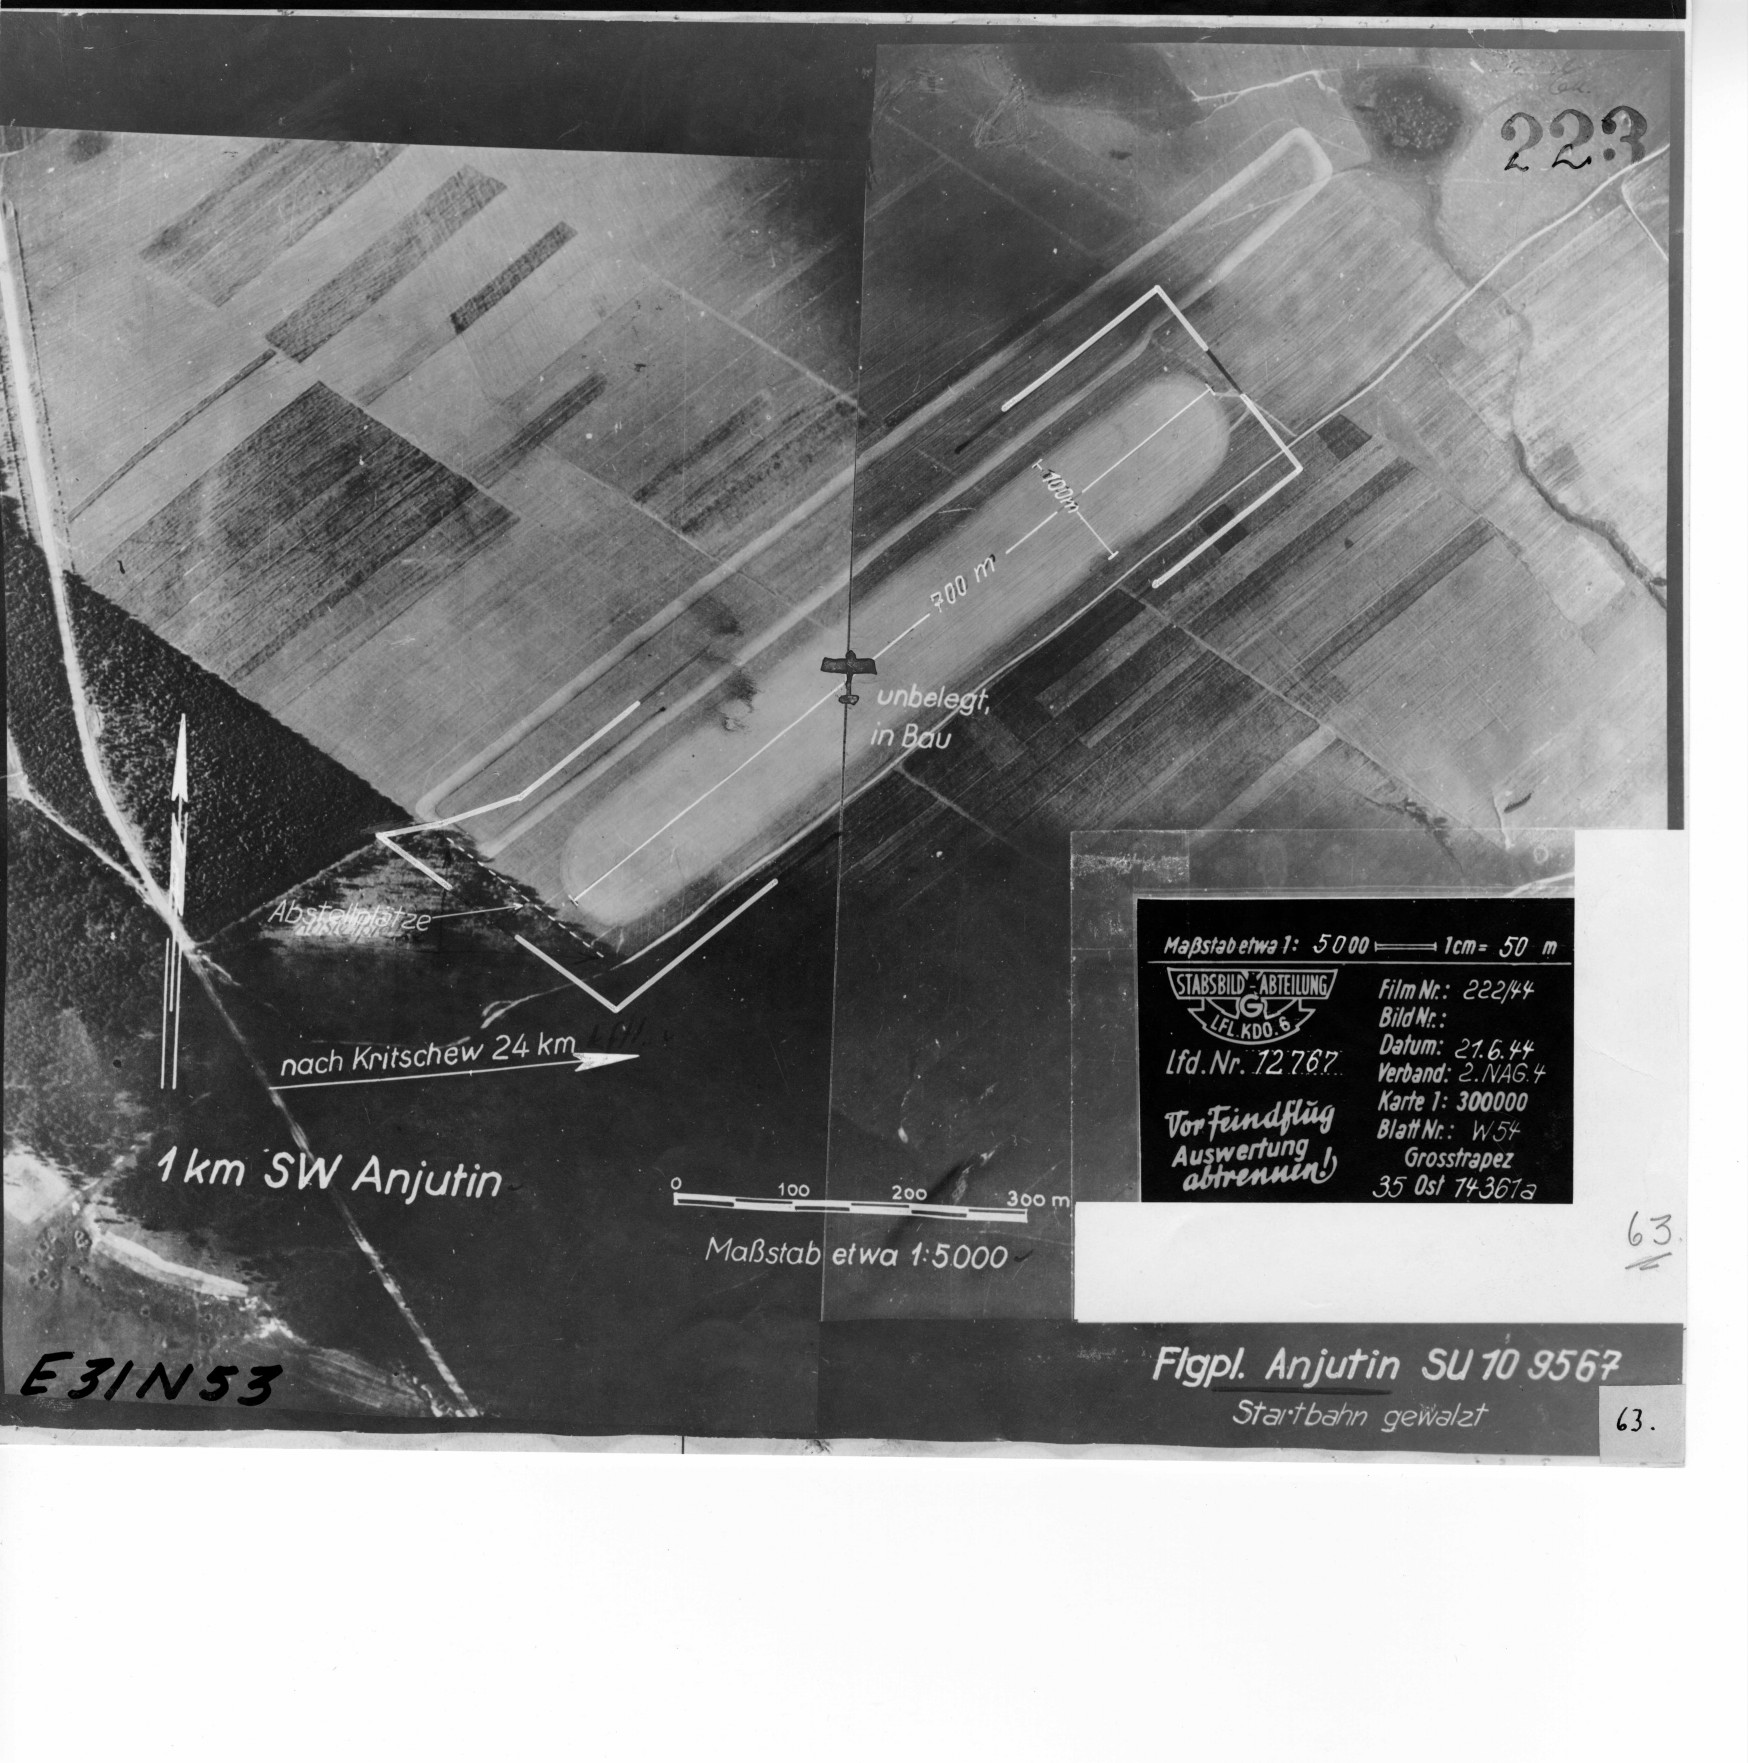 223
100m
700 m
unbelegt,
in Bau
Abstellplätze
nach Kritschew 24 km
1 km SW Anjutin
0 100 200 300 m
Maßstab etwa 1:5000
E31N53
Maßstab etwa 1: 5000 1cm = 50 m
STABSBILD-ABTEILUNG
G
LFL.KDO.6
Lfd. Nr. 12767
Vor Feindflug
Auswertung
abtrennen!
Film Nr.: 222/44
Bild Nr.:
Datum: 21.6.44
Verband: 2.NAG.4
Karte 1: 300000
Blatt Nr.: W54
Grosstrapez
35 Ost 14361a
63.
Flgpl. Anjutin SU 10 9567
Startbahn gewalzt
63.